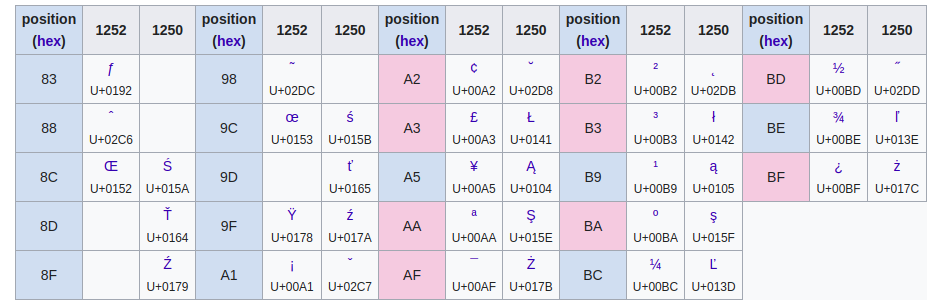 position (hex) 1252 1250 position (hex) 1252 1250 position (hex) 1252 1250 position (hex) 1252 1250 position (hex) 1252 1250
83 ƒ U+0192 98 ˜ U+02DC A2 ¢ U+00A2 ˘ U+02D8 B2 ² U+00B2 ˛ U+02DB BD ½ U+00BD ˝ U+02DD
88 ˆ U+02C6 9C œ U+0153 ś U+015B A3 £ U+00A3 Ł U+0141 B3 ³ U+00B3 ł U+0142 BE ¾ U+00BE ľ U+013E
8C Œ U+0152 Ś U+015A 9D ť U+0165 A5 ¥ U+00A5 Ą U+0104 B9 ¹ U+00B9 ą U+0105 BF ¿ U+00BF ż U+017C
8D Ť U+0164 9F Ÿ U+0178 ź U+017A AA ª U+00AA Ş U+015E BA º U+00BA ş U+015F
8F Ź U+0179 A1 ¡ U+00A1 ˇ U+02C7 AF ¯ U+00AF Ż U+017B BC ¼ U+00BC Ľ U+013D